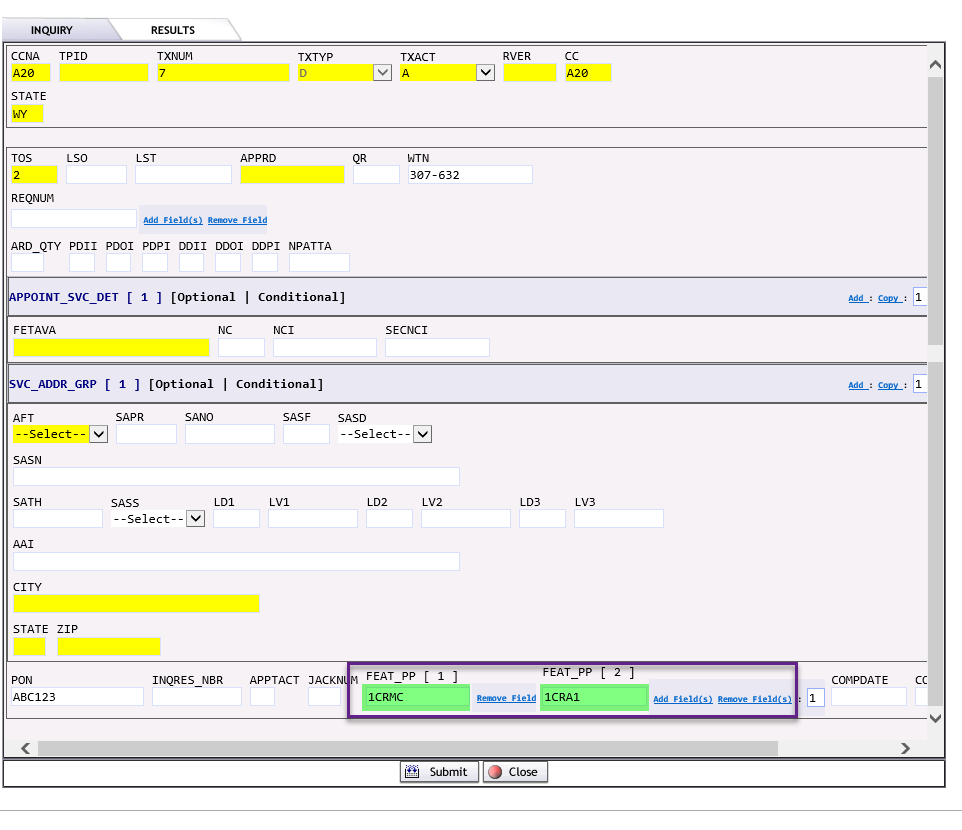 INQUIRY RESULTS
CCNA TPID TXNUM TXTYP TXACT RVER CC
A20 7 D A A20
STATE
WY
TOS LSO LST APPRD QR WTN
2 307-632
REQNUM
Add Field(s) Remove Field
ARD_QTY PDII PDOI PDPI DDII DDOI DDPI NPATTA
APPOINT_SVC_DET [ 1 ] [Optional | Conditional] Add : Copy : 1
FETAVA NC NCI SECNCI
SVC_ADDR_GRP [ 1 ] [Optional | Conditional] Add : Copy : 1
AFT SAPR SANO SASF SASD
--Select-- --Select--
SASN
SATH SASS LD1 LV1 LD2 LV2 LD3 LV3
--Select--
AAI
CITY
STATE ZIP
PON INQRES_NBR APPTACT JACKNUM FEAT_PP [ 1 ] FEAT_PP [ 2 ] COMPDATE
ABC123 1CRMC Remove Field 1CRA1 Add Field(s) Remove Field(s) : 1
Submit Close